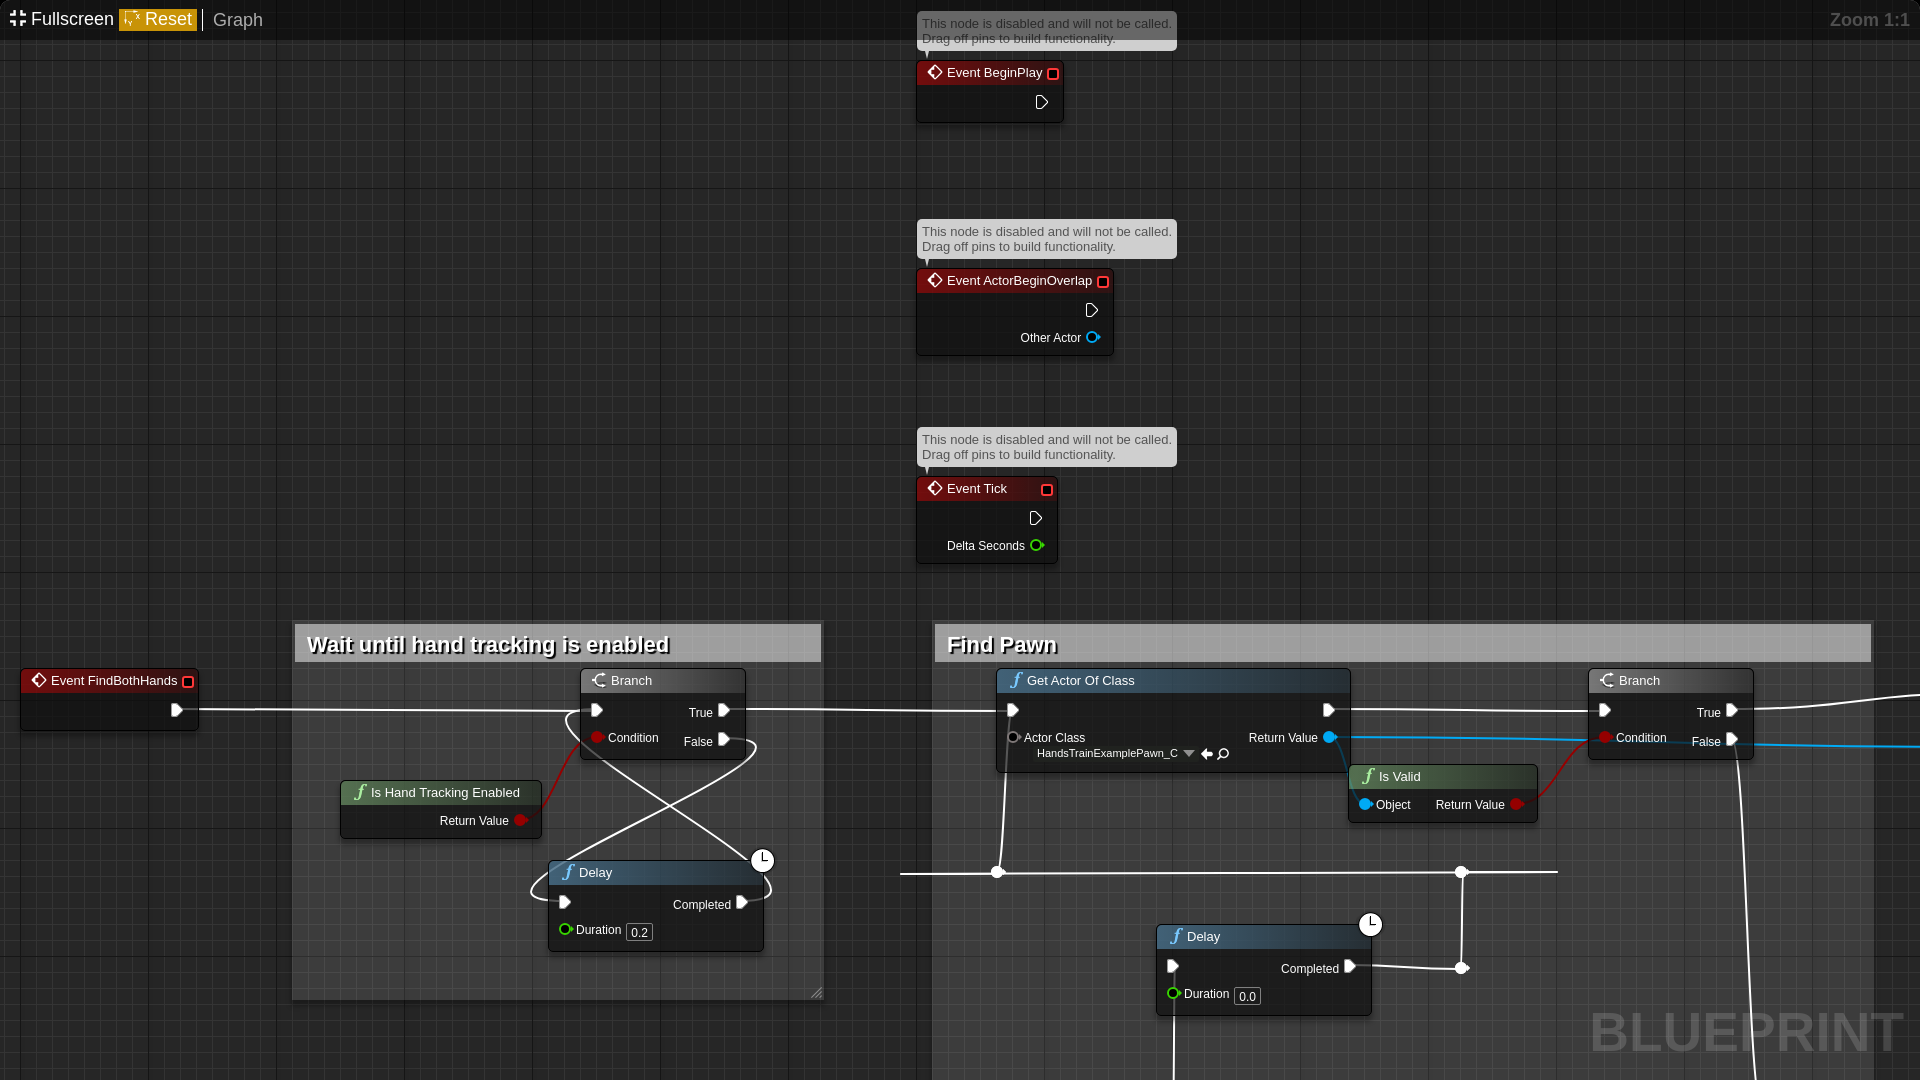 Fullscreen Reset Graph Zoom 1:1
This node is disabled and will not be called.
Drag off pins to build functionality.
Event BeginPlay
This node is disabled and will not be called.
Drag off pins to build functionality.
Event ActorBeginOverlap
Other Actor
This node is disabled and will not be called.
Drag off pins to build functionality.
Event Tick
Delta Seconds
Event FindBothHands
Wait until hand tracking is enabled
Branch
True
Condition
False
Is Hand Tracking Enabled
Return Value
Delay
Completed
Duration 0.2
Find Pawn
Get Actor Of Class
Actor Class
HandsTrainExamplePawn_C
Return Value
Is Valid
Object Return Value
Branch
True
Condition
False
Delay
Completed
Duration 0.0
BLUEPRINT